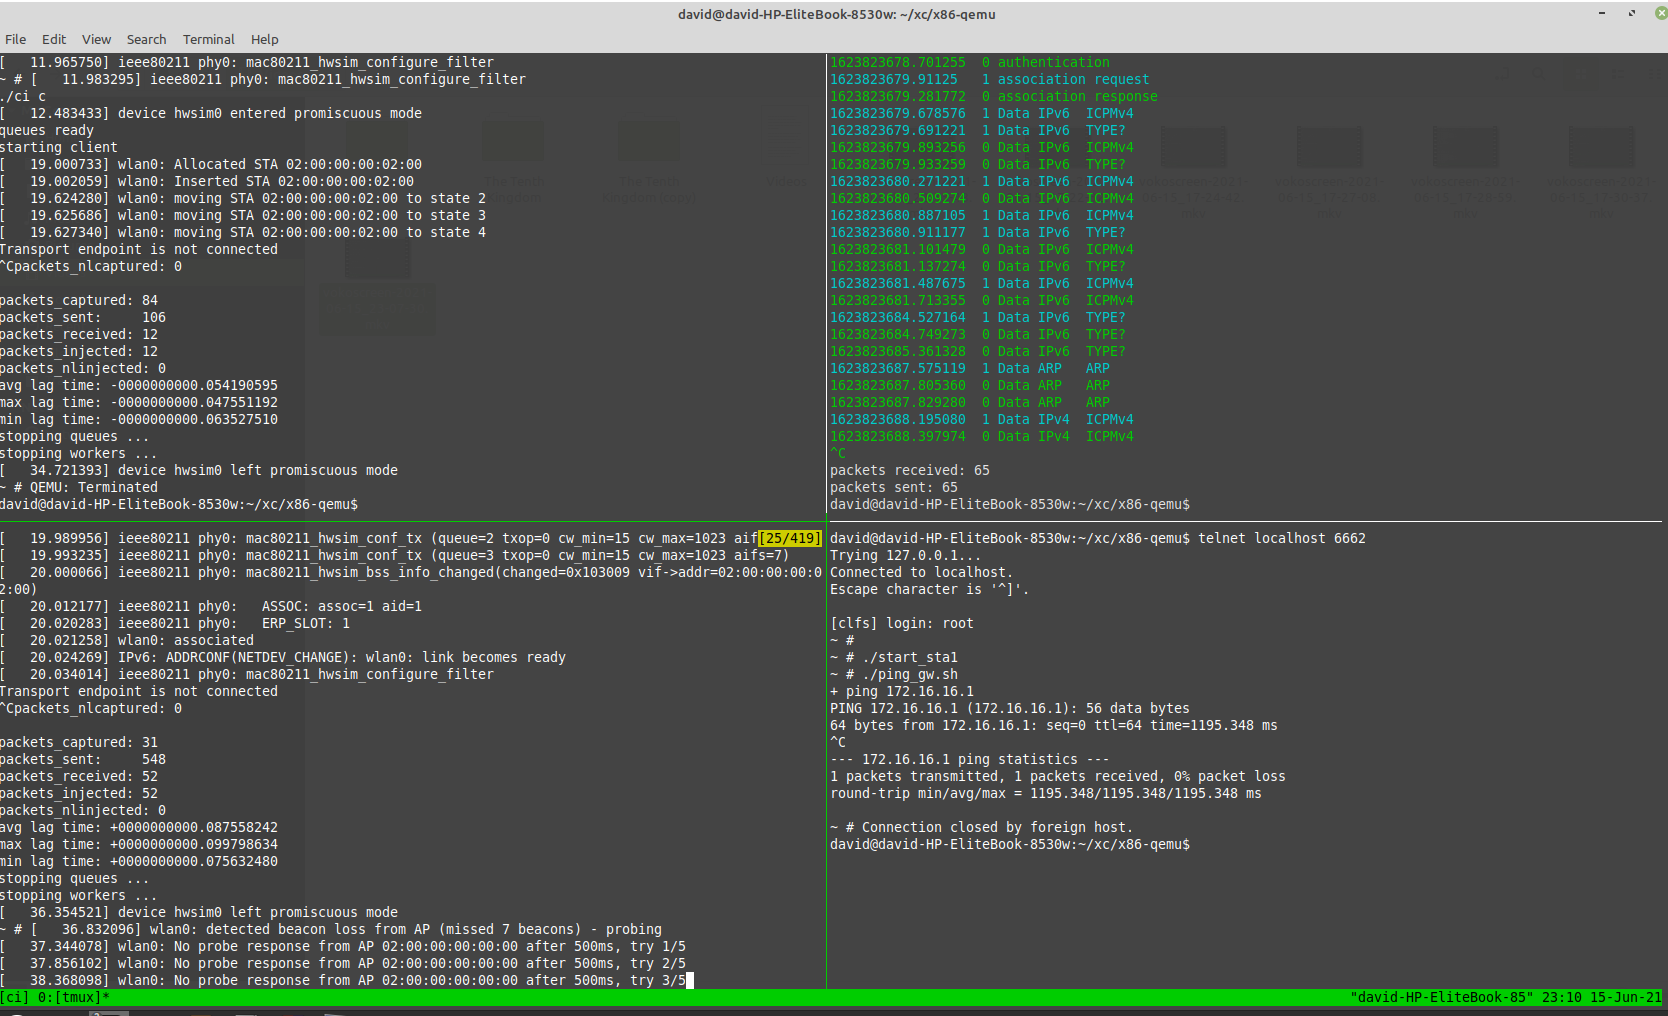 david@david-HP-EliteBook-8530w: ~/xc/x86-qemu
File Edit View Search Terminal Help
[   11.965750] ieee80211 phy0: mac80211_hwsim_configure_filter
~ # [   11.983295] ieee80211 phy0: mac80211_hwsim_configure_filter
./ci c
[   12.483433] device hwsim0 entered promiscuous mode
queues ready
starting client
[   19.000733] wlan0: Allocated STA 02:00:00:00:02:00
[   19.002059] wlan0: Inserted STA 02:00:00:00:02:00
[   19.624280] wlan0: moving STA 02:00:00:00:02:00 to state 2
[   19.625686] wlan0: moving STA 02:00:00:00:02:00 to state 3
[   19.627340] wlan0: moving STA 02:00:00:00:02:00 to state 4
Transport endpoint is not connected
^Cpackets_nlcaptured: 0
packets_captured: 84
packets_sent:     106
packets_received: 12
packets_injected: 12
packets_nlinjected: 0
avg lag time: -0000000000.054190595
max lag time: -0000000000.047551192
min lag time: -0000000000.063527510
stopping queues ...
stopping workers ...
[   34.721393] device hwsim0 left promiscuous mode
~ # QEMU: Terminated
david@david-HP-EliteBook-8530w:~/xc/x86-qemu$
1623823678.701255  0 authentication
1623823679.91125   1 association request
1623823679.281772  0 association response
1623823679.678576  1 Data IPv6  ICPMv4
1623823679.691221  1 Data IPv6  TYPE?
1623823679.893256  0 Data IPv6  ICPMv4
1623823679.933259  0 Data IPv6  TYPE?
1623823680.271221  1 Data IPv6  ICPMv4
1623823680.509274  0 Data IPv6  ICPMv4
1623823680.887105  1 Data IPv6  ICPMv4
1623823680.911177  1 Data IPv6  TYPE?
1623823681.101479  0 Data IPv6  ICPMv4
1623823681.137274  0 Data IPv6  TYPE?
1623823681.487675  1 Data IPv6  ICPMv4
1623823681.713355  0 Data IPv6  ICPMv4
1623823684.527164  1 Data IPv6  TYPE?
1623823684.749273  0 Data IPv6  TYPE?
1623823685.361328  0 Data IPv6  TYPE?
1623823687.575119  1 Data ARP   ARP
1623823687.805360  0 Data ARP   ARP
1623823687.829280  0 Data ARP   ARP
1623823688.195080  1 Data IPv4  ICPMv4
1623823688.397974  0 Data IPv4  ICPMv4
^C
packets received: 65
packets sent: 65
david@david-HP-EliteBook-8530w:~/xc/x86-qemu$
[   19.989956] ieee80211 phy0: mac80211_hwsim_conf_tx (queue=2 txop=0 cw_min=15 cw_max=1023 aif[25/419]
[   19.993235] ieee80211 phy0: mac80211_hwsim_conf_tx (queue=3 txop=0 cw_min=15 cw_max=1023 aifs=7)
[   20.000066] ieee80211 phy0: mac80211_hwsim_bss_info_changed(changed=0x103009 vif->addr=02:00:00:00:0
2:00)
[   20.012177] ieee80211 phy0:   ASSOC: assoc=1 aid=1
[   20.020283] ieee80211 phy0:   ERP_SLOT: 1
[   20.021258] wlan0: associated
[   20.024269] IPv6: ADDRCONF(NETDEV_CHANGE): wlan0: link becomes ready
[   20.034014] ieee80211 phy0: mac80211_hwsim_configure_filter
Transport endpoint is not connected
^Cpackets_nlcaptured: 0
packets_captured: 31
packets_sent:     548
packets_received: 52
packets_injected: 52
packets_nlinjected: 0
avg lag time: +0000000000.087558242
max lag time: +0000000000.099798634
min lag time: +0000000000.075632480
stopping queues ...
stopping workers ...
[   36.354521] device hwsim0 left promiscuous mode
~ # [   36.832096] wlan0: detected beacon loss from AP (missed 7 beacons) - probing
[   37.344078] wlan0: No probe response from AP 02:00:00:00:00:00 after 500ms, try 1/5
[   37.856102] wlan0: No probe response from AP 02:00:00:00:00:00 after 500ms, try 2/5
[   38.368098] wlan0: No probe response from AP 02:00:00:00:00:00 after 500ms, try 3/5
david@david-HP-EliteBook-8530w:~/xc/x86-qemu$ telnet localhost 6662
Trying 127.0.0.1...
Connected to localhost.
Escape character is '^]'.
[clfs] login: root
~ #
~ # ./start_sta1
~ # ./ping_gw.sh
+ ping 172.16.16.1
PING 172.16.16.1 (172.16.16.1): 56 data bytes
64 bytes from 172.16.16.1: seq=0 ttl=64 time=1195.348 ms
^C
--- 172.16.16.1 ping statistics ---
1 packets transmitted, 1 packets received, 0% packet loss
round-trip min/avg/max = 1195.348/1195.348/1195.348 ms
~ # Connection closed by foreign host.
david@david-HP-EliteBook-8530w:~/xc/x86-qemu$
[ci] 0:[tmux]* "david-HP-EliteBook-85" 23:10 15-Jun-21